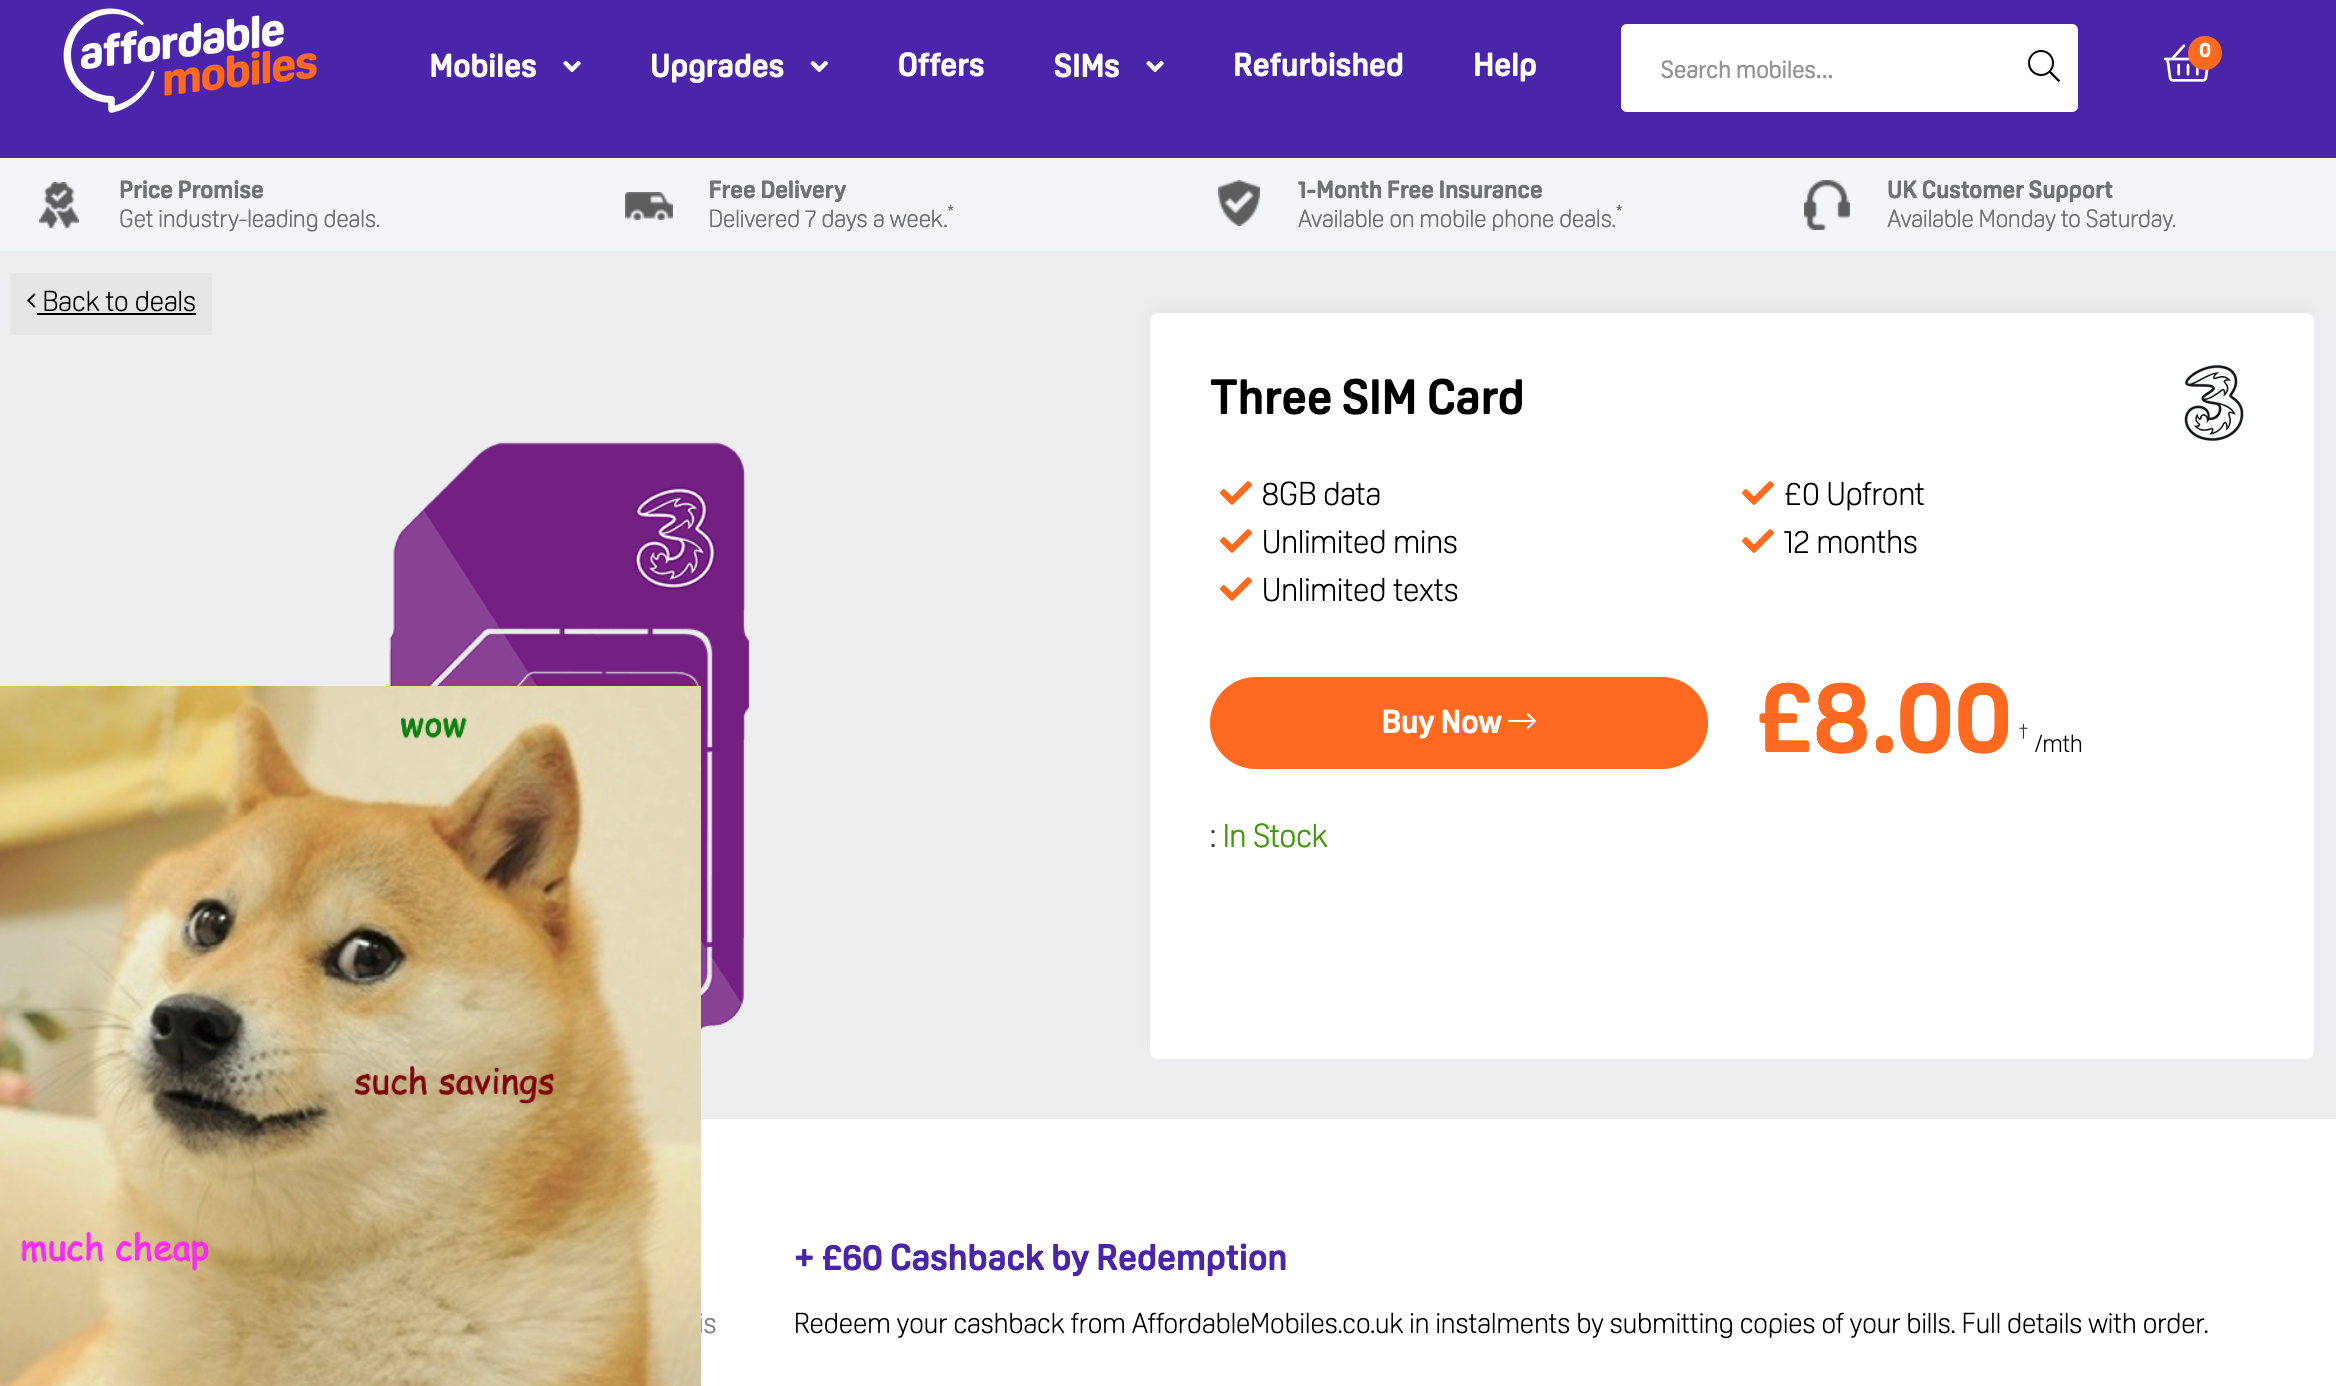 affordable
mobiles
Mobiles
Upgrades
Offers
SIMs
Refurbished
Help
Search mobiles...
0
Price Promise
Get industry-leading deals.
Free Delivery
Delivered 7 days a week.*
1-Month Free Insurance
Available on mobile phone deals.*
UK Customer Support
Available Monday to Saturday.
< Back to deals
3
Three SIM Card
3
8GB data
Unlimited mins
Unlimited texts
£0 Upfront
12 months
Buy Now →
£8.00† /mth
: In Stock
wow
such savings
much cheap
+ £60 Cashback by Redemption
is
Redeem your cashback from AffordableMobiles.co.uk in instalments by submitting copies of your bills. Full details with order.